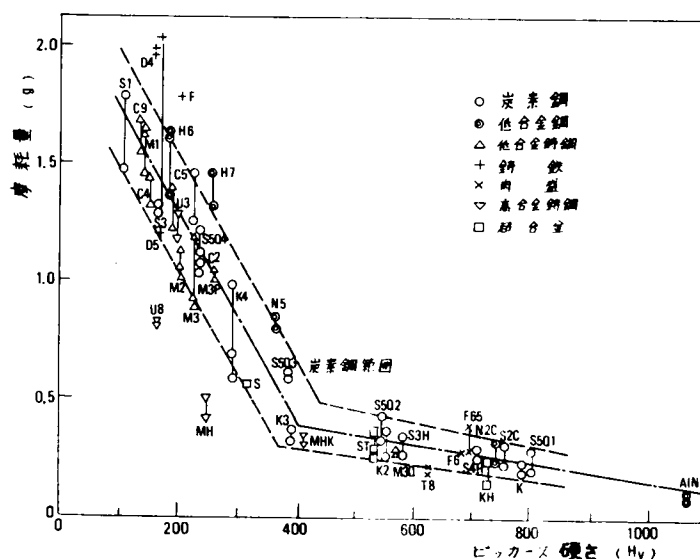 2.0
1.5
1.0
0.5
0
摩耗量 (g)
0
200
400
600
800
1000
ビッカース 硬さ (Hv)
○ 炭素鋼
低合金鋼
△ 低合金鋳鋼
+ 鋳鉄
× 肉盛
▽ 高合金鋳鋼
□ 超合金
炭素鋼範囲
D4
F
S1
C9
H6
M1
C5
H7
C4
U3
S3
D5
S504
C2
M2
M3P
M3
K4
U8
N5
S503
S
MH
K3
MHK
S502
ST
K2
S3H
M30
T8
F65
N2C
S2C
S501
F6
KH
K
AIN